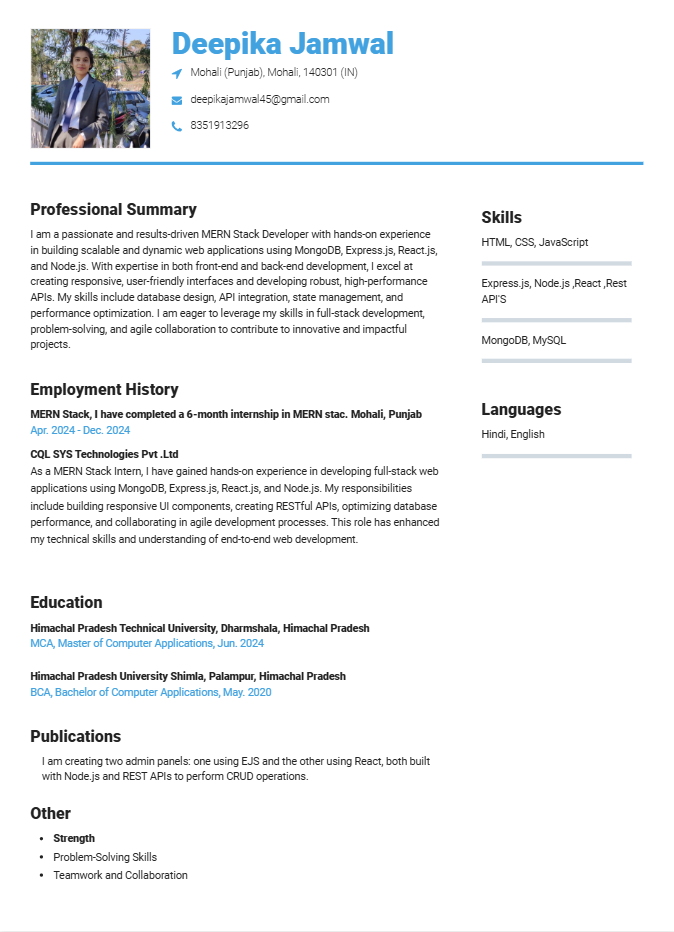 Deepika Jamwal
Mohali (Punjab), Mohali, 140301 (IN)
deepikajamwal45@gmail.com
8351913296
Professional Summary
I am a passionate and results-driven MERN Stack Developer with hands-on experience
in building scalable and dynamic web applications using MongoDB, Express.js, React.js,
and Node.js. With expertise in both front-end and back-end development, I excel at
creating responsive, user-friendly interfaces and developing robust, high-performance
APIs. My skills include database design, API integration, state management, and
performance optimization. I am eager to leverage my skills in full-stack development,
problem-solving, and agile collaboration to contribute to innovative and impactful
projects.
Employment History
MERN Stack, I have completed a 6-month internship in MERN stac. Mohali, Punjab
Apr. 2024 - Dec. 2024
CQL SYS Technologies Pvt .Ltd
As a MERN Stack Intern, I have gained hands-on experience in developing full-stack web
applications using MongoDB, Express.js, React.js, and Node.js. My responsibilities
include building responsive UI components, creating RESTful APIs, optimizing database
performance, and collaborating in agile development processes. This role has enhanced
my technical skills and understanding of end-to-end web development.
Education
Himachal Pradesh Technical University, Dharmshala, Himachal Pradesh
MCA, Master of Computer Applications, Jun. 2024
Himachal Pradesh University Shimla, Palampur, Himachal Pradesh
BCA, Bachelor of Computer Applications, May. 2020
Publications
I am creating two admin panels: one using EJS and the other using React, both built
with Node.js and REST APIs to perform CRUD operations.
Other
• Strength
• Problem-Solving Skills
• Teamwork and Collaboration
Skills
HTML, CSS, JavaScript
Express.js, Node.js ,React ,Rest
API'S
MongoDB, MySQL
Languages
Hindi, English